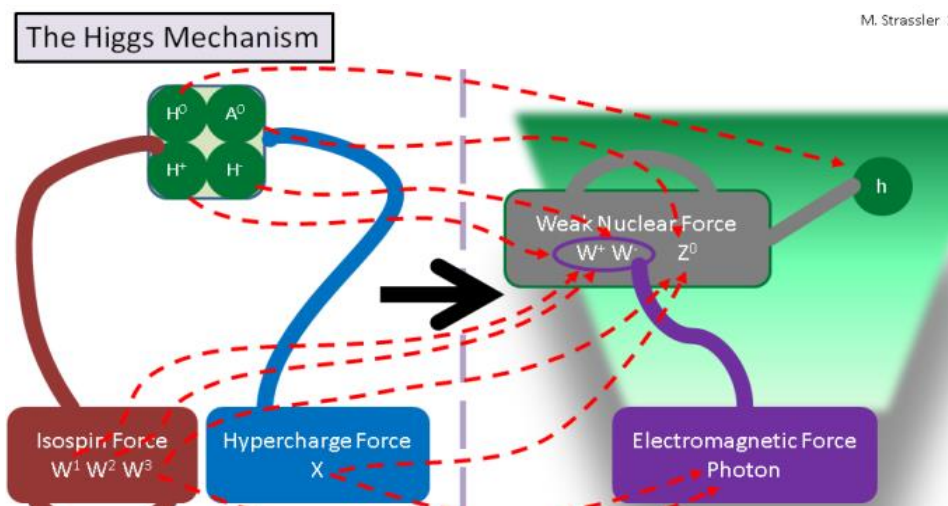 The Higgs Mechanism
M. Strassler
H⁰ A⁰
H⁺ H⁻
h
Weak Nuclear Force
W⁺ W⁻ Z⁰
Isospin Force
W¹ W² W³
Hypercharge Force
X
Electromagnetic Force
Photon